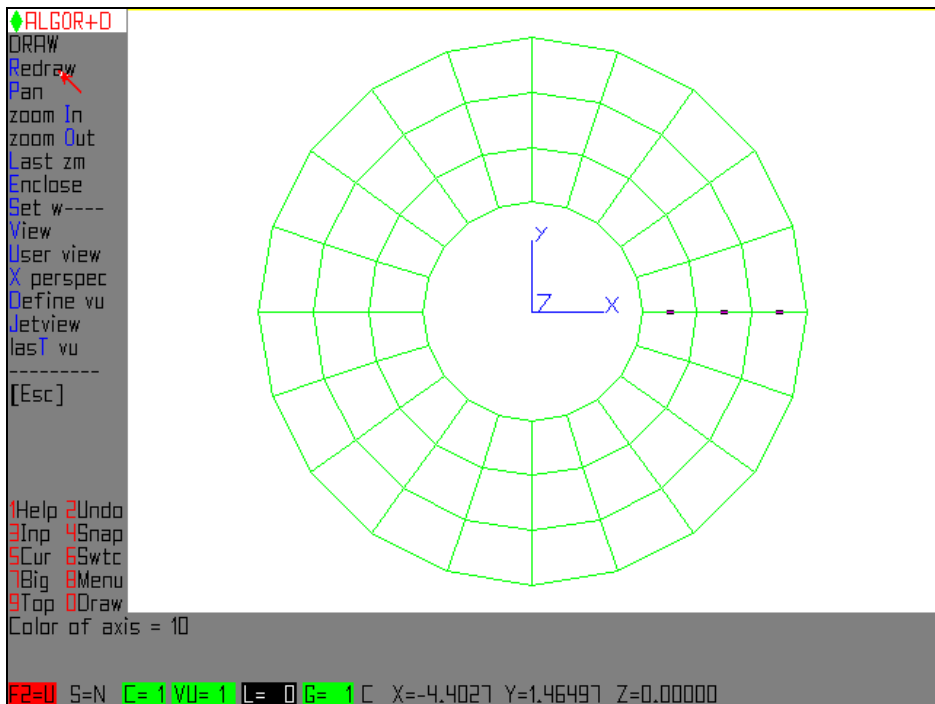 ALGOR+D
DRAW
Redraw
Pan
zoom In
zoom Out
Last zm
Enclose
Set w----
View
User view
X perspec
Define vu
Jetview
lasT vu
---------
[Esc]
1Help 2Undo
3Inp 4Snap
5Cur 6Swtc
7Big 8Menu
9Top 0Draw
Y
Z X
Color of axis = 10
F2=U S=N C= 1 VU= 1 L= 0 G= 1 C X=-4.4027 Y=1.46497 Z=0.00000